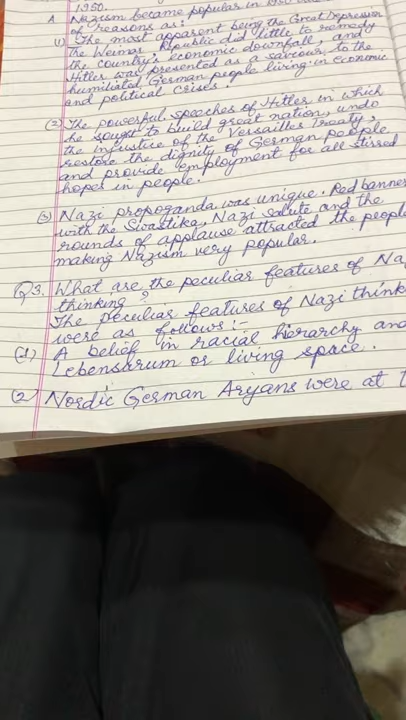 1930.
A Nazism became popular in 1930
of reasons as:
(1) The most apparent being the Great Depression.
The Weimar Republic did little to remedy
the country's economic downfall, and
Hitler was presented as a saviour to the
humiliated German people living in economic
and political crises.
(2) The powerful speeches of Hitler in which
he sought to build great nation, undo
the injustice of the Versailles Treaty,
restore the dignity of German people
and provide employment for all stirred
hopes in people.
(3) Nazi propoganda was unique. Red banner
with the Swastika, Nazi salute and the
rounds of applause attracted the people
making Nazism very popular.
Q3. What are the peculiar features of Na
thinking?
The peculiar features of Nazi think
were as follows:-
(1) A belief in racial hierarchy and
Lebensarum or living space.
(2) Nordic German Aryans were at